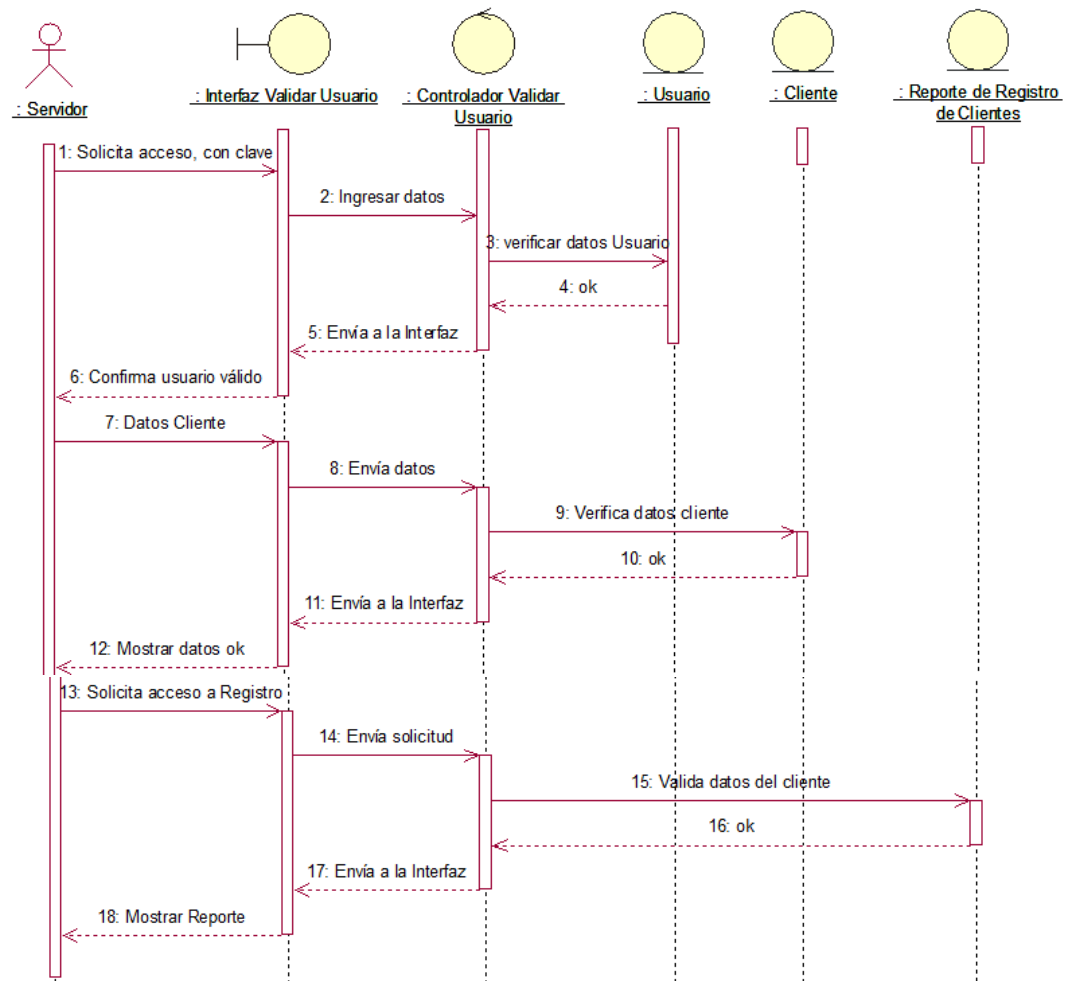 : Servidor
: Interfaz Validar Usuario
: Controlador Validar
Usuario
: Usuario
: Cliente
: Reporte de Registro
de Clientes
1: Solicita acceso, con clave
2: Ingresar datos
3: verificar datos Usuario
4: ok
5: Envía a la Interfaz
6: Confirma usuario válido
7: Datos Cliente
8: Envía datos
9: Verifica datos cliente
10: ok
11: Envía a la Interfaz
12: Mostrar datos ok
13: Solicita acceso a Registro
14: Envía solicitud
15: Valida datos del cliente
16: ok
17: Envía a la Interfaz
18: Mostrar Reporte